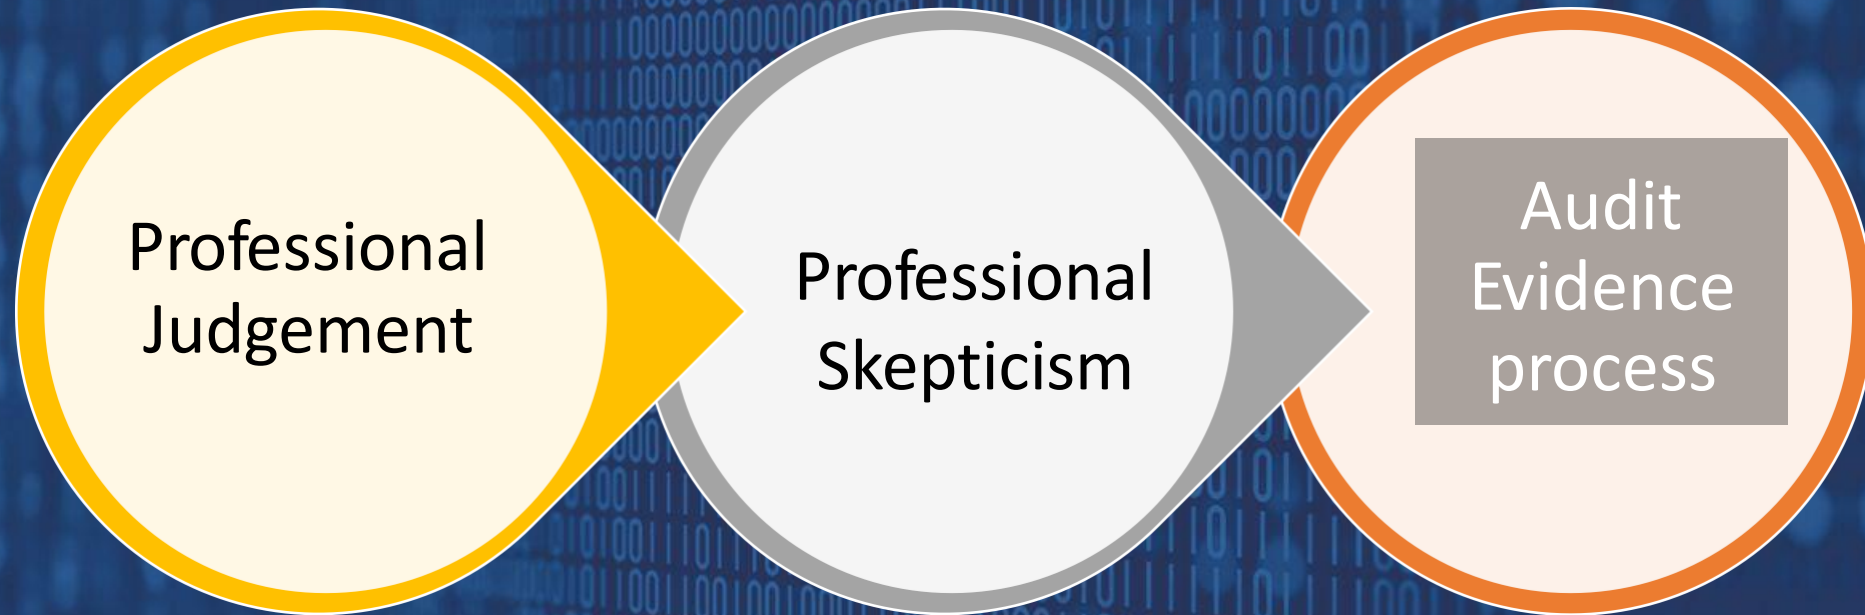 Professional
Judgement
Professional
Skepticism
Audit
Evidence
process